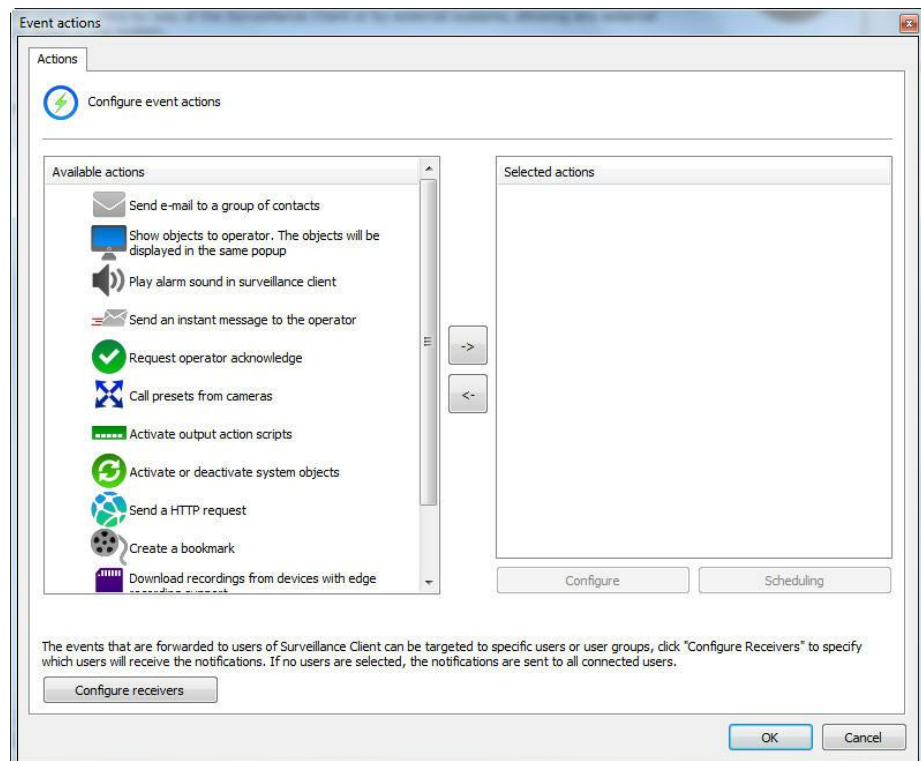 Event actions
Actions
Configure event actions
Available actions
Send e-mail to a group of contacts
Show objects to operator. The objects will be
displayed in the same popup
Play alarm sound in surveillance client
Send an instant message to the operator
Request operator acknowledge
Call presets from cameras
Activate output action scripts
Activate or deactivate system objects
Send a HTTP request
Create a bookmark
Download recordings from devices with edge
->
<-
Selected actions
Configure
Scheduling
The events that are forwarded to users of Surveillance Client can be targeted to specific users or user groups, click "Configure Receivers" to specify
which users will receive the notifications. If no users are selected, the notifications are sent to all connected users.
Configure receivers
OK
Cancel